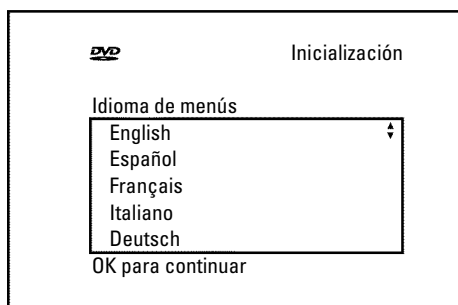 DVD
Inicialización
Idioma de menús
English
Español
Français
Italiano
Deutsch
OK para continuar